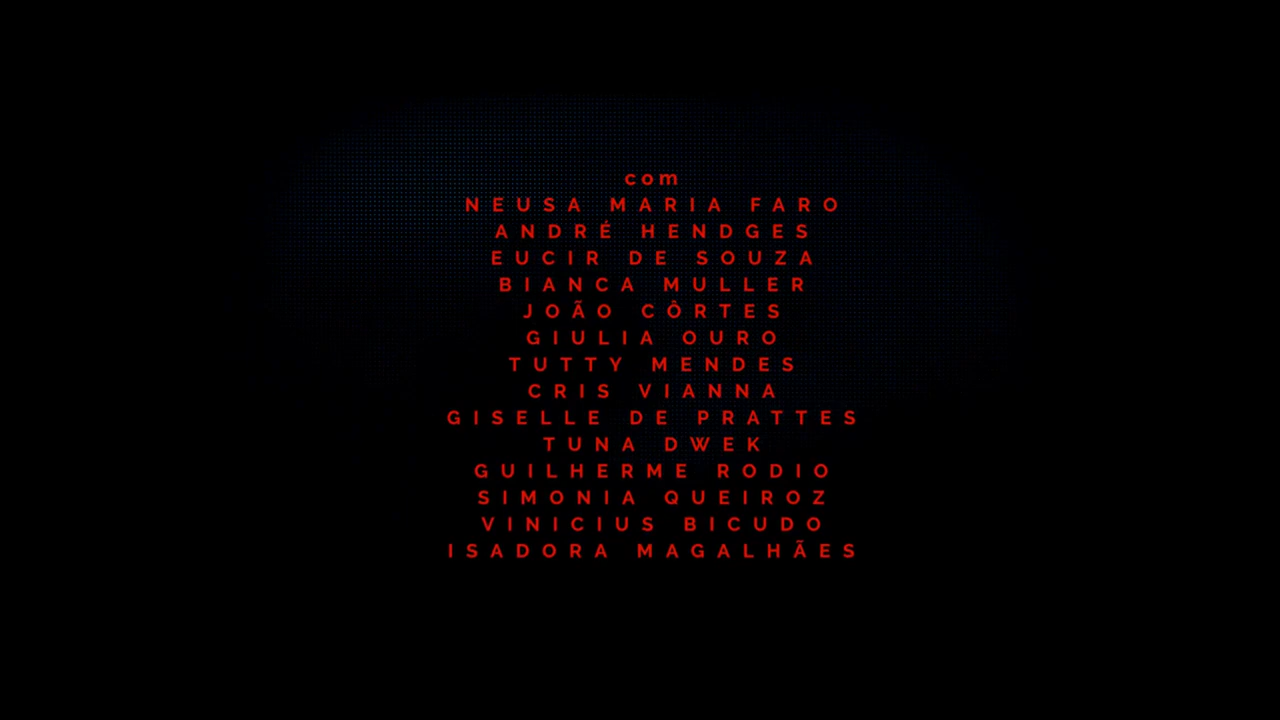 com
NEUSA MARIA FARO
ANDRÉ HENDGES
EUCIR DE SOUZA
BIANCA MULLER
JOÃO CÔRTES
GIULIA OURO
TUTTY MENDES
CRIS VIANNA
GISELLE DE PRATTES
TUNA DWEK
GUILHERME RODIO
SIMONIA QUEIROZ
VINICIUS BICUDO
ISADORA MAGALHÃES